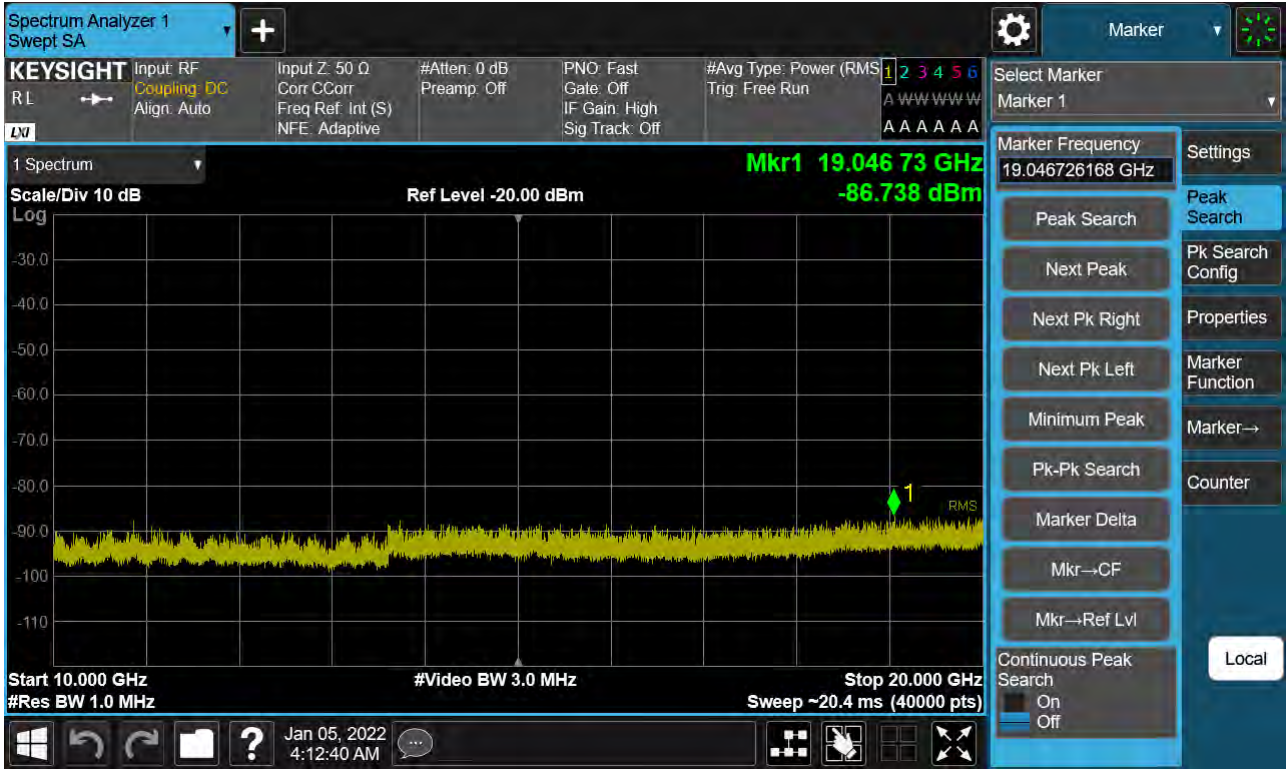 Spectrum Analyzer 1
Swept SA
Marker
KEYSIGHT
R L
LXI
Input: RF
Coupling: DC
Align: Auto
Input Z: 50 Ω
Corr CCorr
Freq Ref: Int (S)
NFE: Adaptive
#Atten: 0 dB
Preamp: Off
PNO: Fast
Gate: Off
IF Gain: High
Sig Track: Off
#Avg Type: Power (RMS
Trig: Free Run
1 2 3 4 5 6
A W W W W W
A A A A A A
Select Marker
Marker 1
1 Spectrum
Scale/Div 10 dB
Ref Level -20.00 dBm
Mkr1 19.046 73 GHz
-86.738 dBm
Log
-30.0
-40.0
-50.0
-60.0
-70.0
-80.0
-90.0
-100
-110
1
RMS
Start 10.000 GHz
#Res BW 1.0 MHz
#Video BW 3.0 MHz
Stop 20.000 GHz
Sweep ~20.4 ms (40000 pts)
Marker Frequency
19.046726168 GHz
Peak Search
Next Peak
Next Pk Right
Next Pk Left
Minimum Peak
Pk-Pk Search
Marker Delta
Mkr→CF
Mkr→Ref Lvl
Continuous Peak
Search
On
Off
Settings
Peak
Search
Pk Search
Config
Properties
Marker
Function
Marker→
Counter
Local
?
Jan 05, 2022
4:12:40 AM